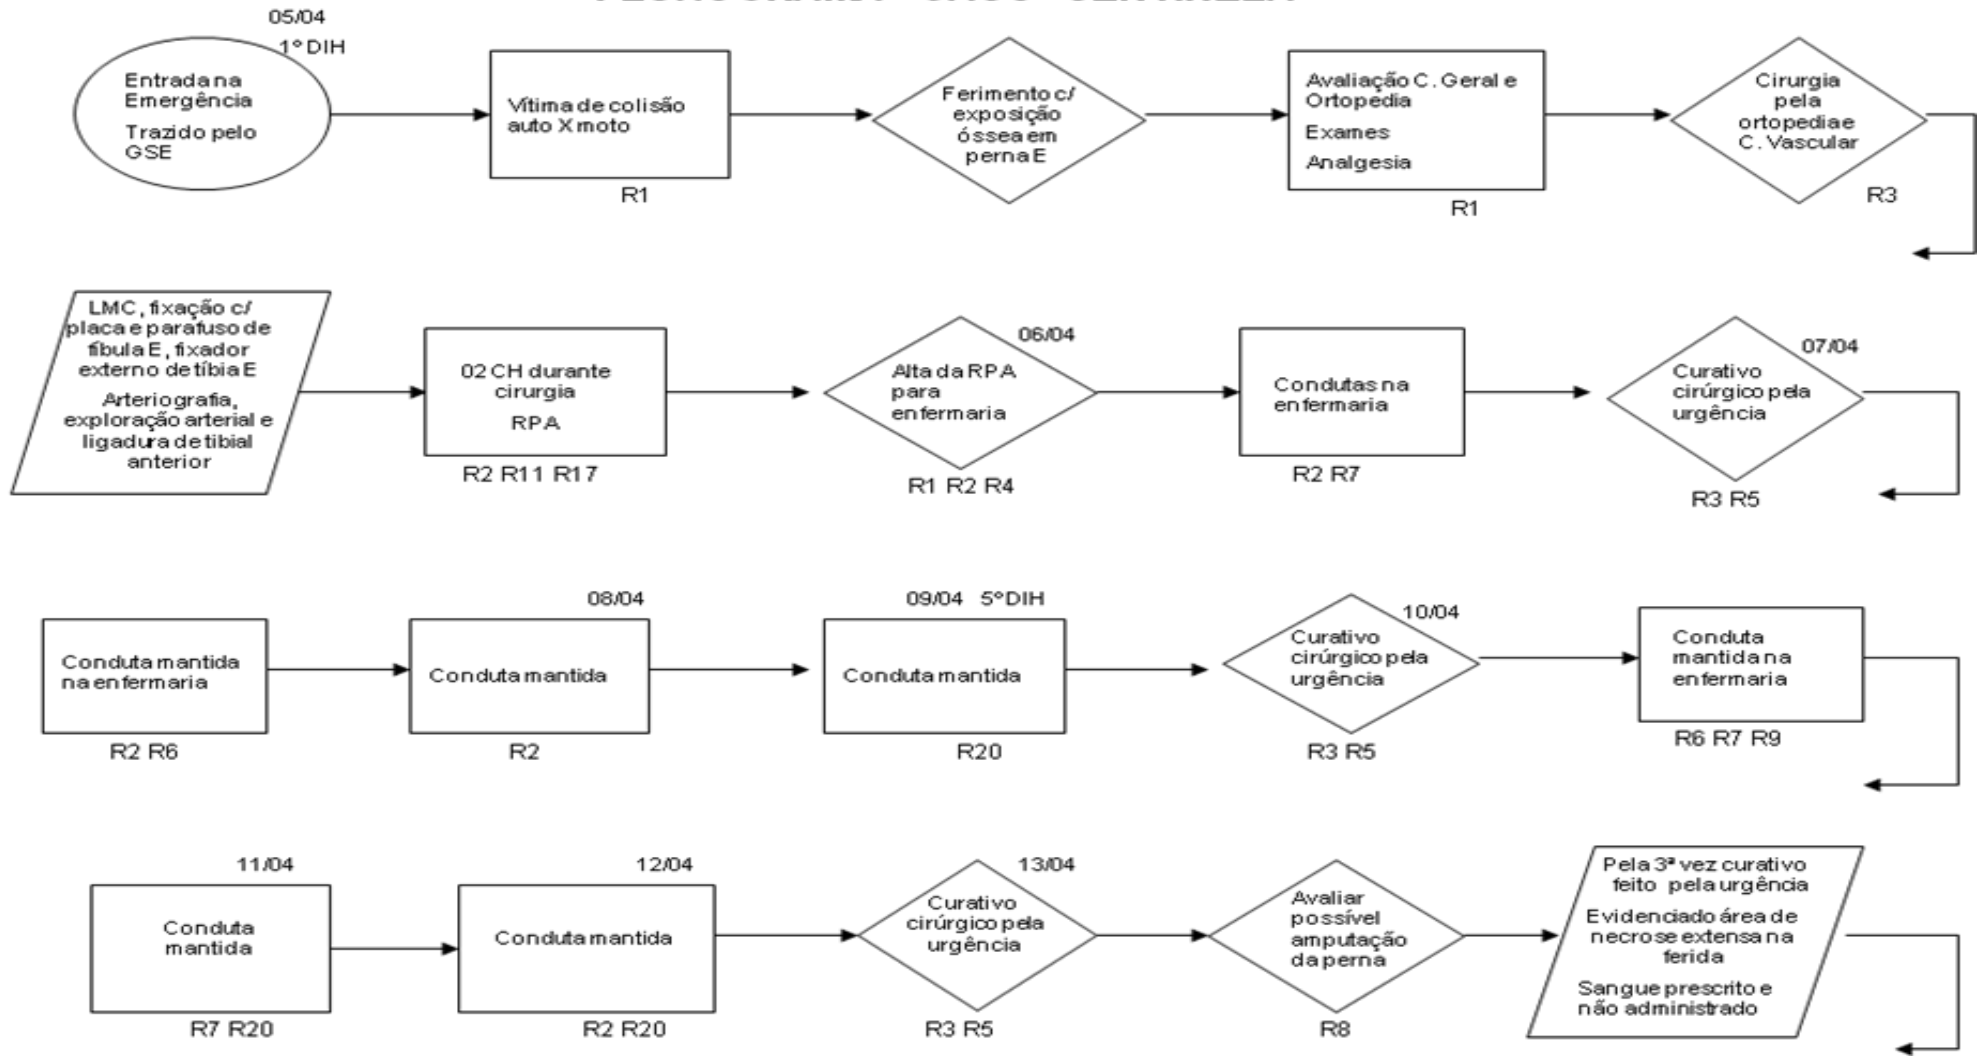 05/04
1º DIH
Entrada na
Emergência
Trazido pelo
GSE
Vítima de colisão
auto X moto
R1
Ferimento c/
exposição
óssea em
perna E
Avaliação C. Geral e
Ortopedia
Exames
Analgesia
R1
Cirurgia
pela
ortopedia e
C. Vascular
R3
LMC, fixação c/
placa e parafuso de
fíbula E, fixador
externo de tíbia E
Arteriografia,
exploração arterial e
ligadura de tibial
anterior
02 CH durante
cirurgia
RPA
R2 R11 R17
06/04
Alta da RPA
para
enfermaria
R1 R2 R4
Condutas na
enfermaria
R2 R7
07/04
Curativo
cirúrgico pela
urgência
R3 R5
Conduta mantida
na enfermaria
R2 R6
08/04
Conduta mantida
R2
09/04 5ºDIH
Conduta mantida
R20
10/04
Curativo
cirúrgico pela
urgência
R3 R5
Conduta
mantida na
enfermaria
R6 R7 R9
11/04
Conduta
mantida
R7 R20
12/04
Conduta mantida
R2 R20
13/04
Curativo
cirúrgico pela
urgência
R3 R5
Avaliar
possível
amputação
da perna
R8
Pela 3ª vez curativo
feito pela urgência
Evidenciado área de
necrose extensa na
ferida
Sangue prescrito e
não administrado